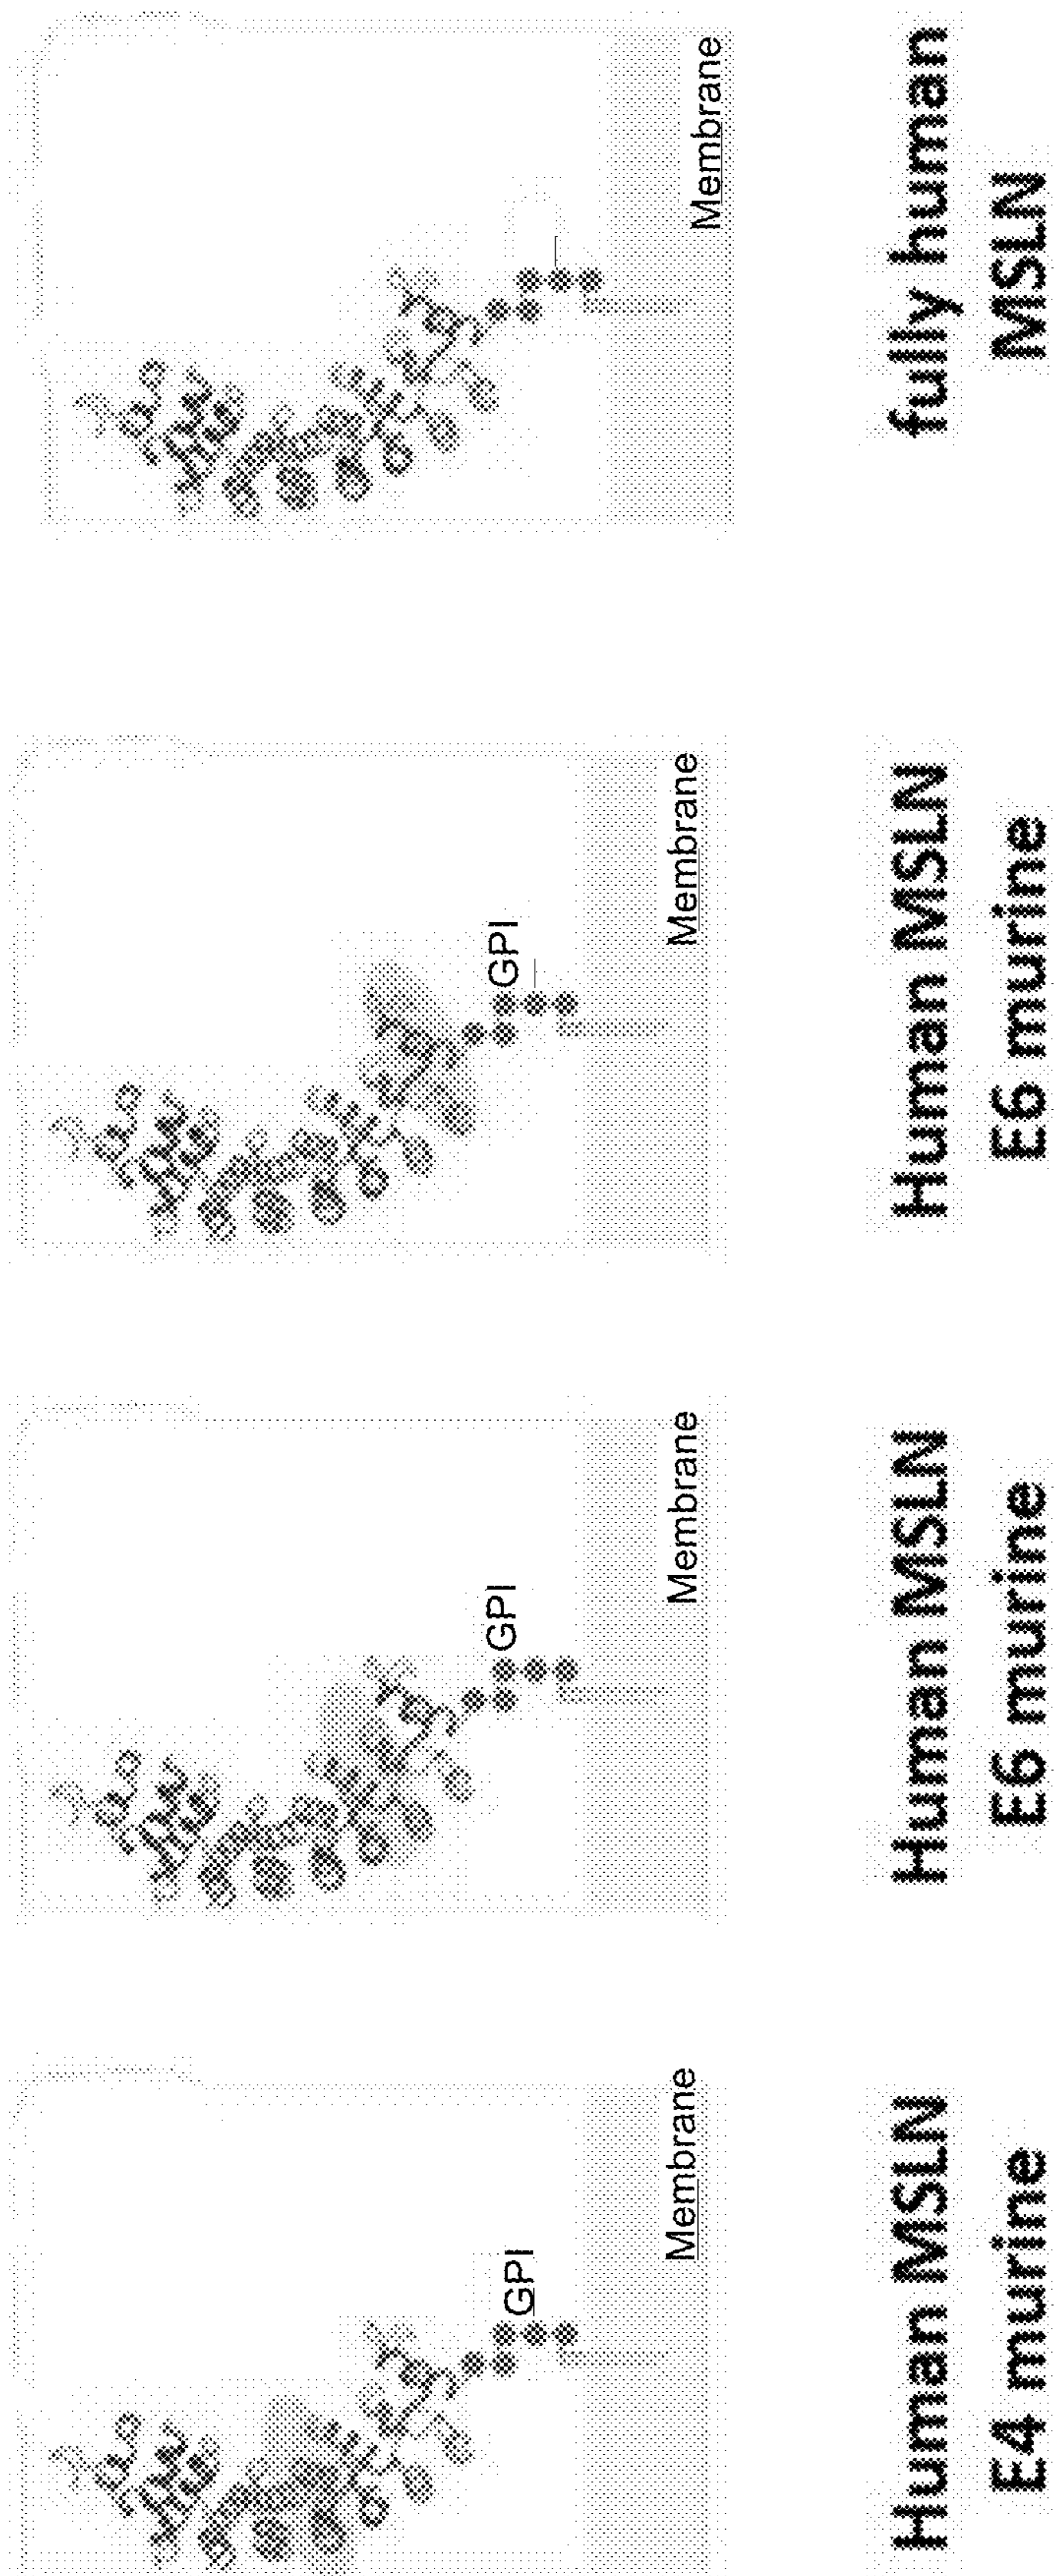 GPI
Membrane
Human MSLN
E4 murine
GPI
Membrane
Human MSLN
E6 murine
GPI
Membrane
Human MSLN
E6 murine
Membrane
fully human
MSLN